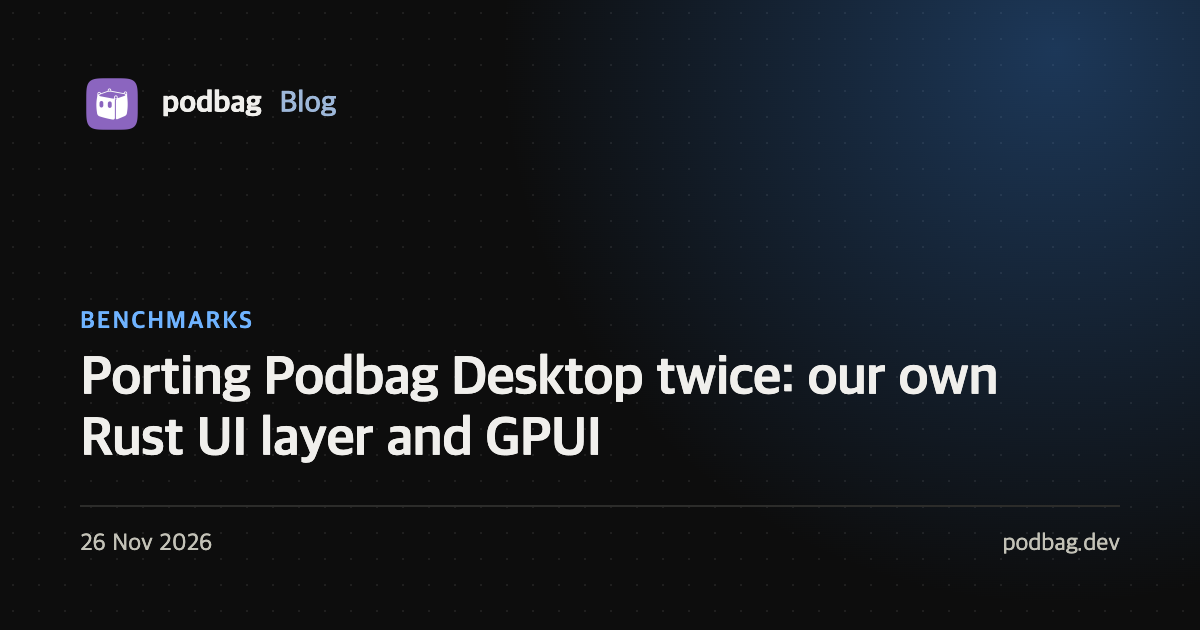 podbag Blog
BENCHMARKS
Porting Podbag Desktop twice: our own
Rust UI layer and GPUI
26 Nov 2026
podbag.dev